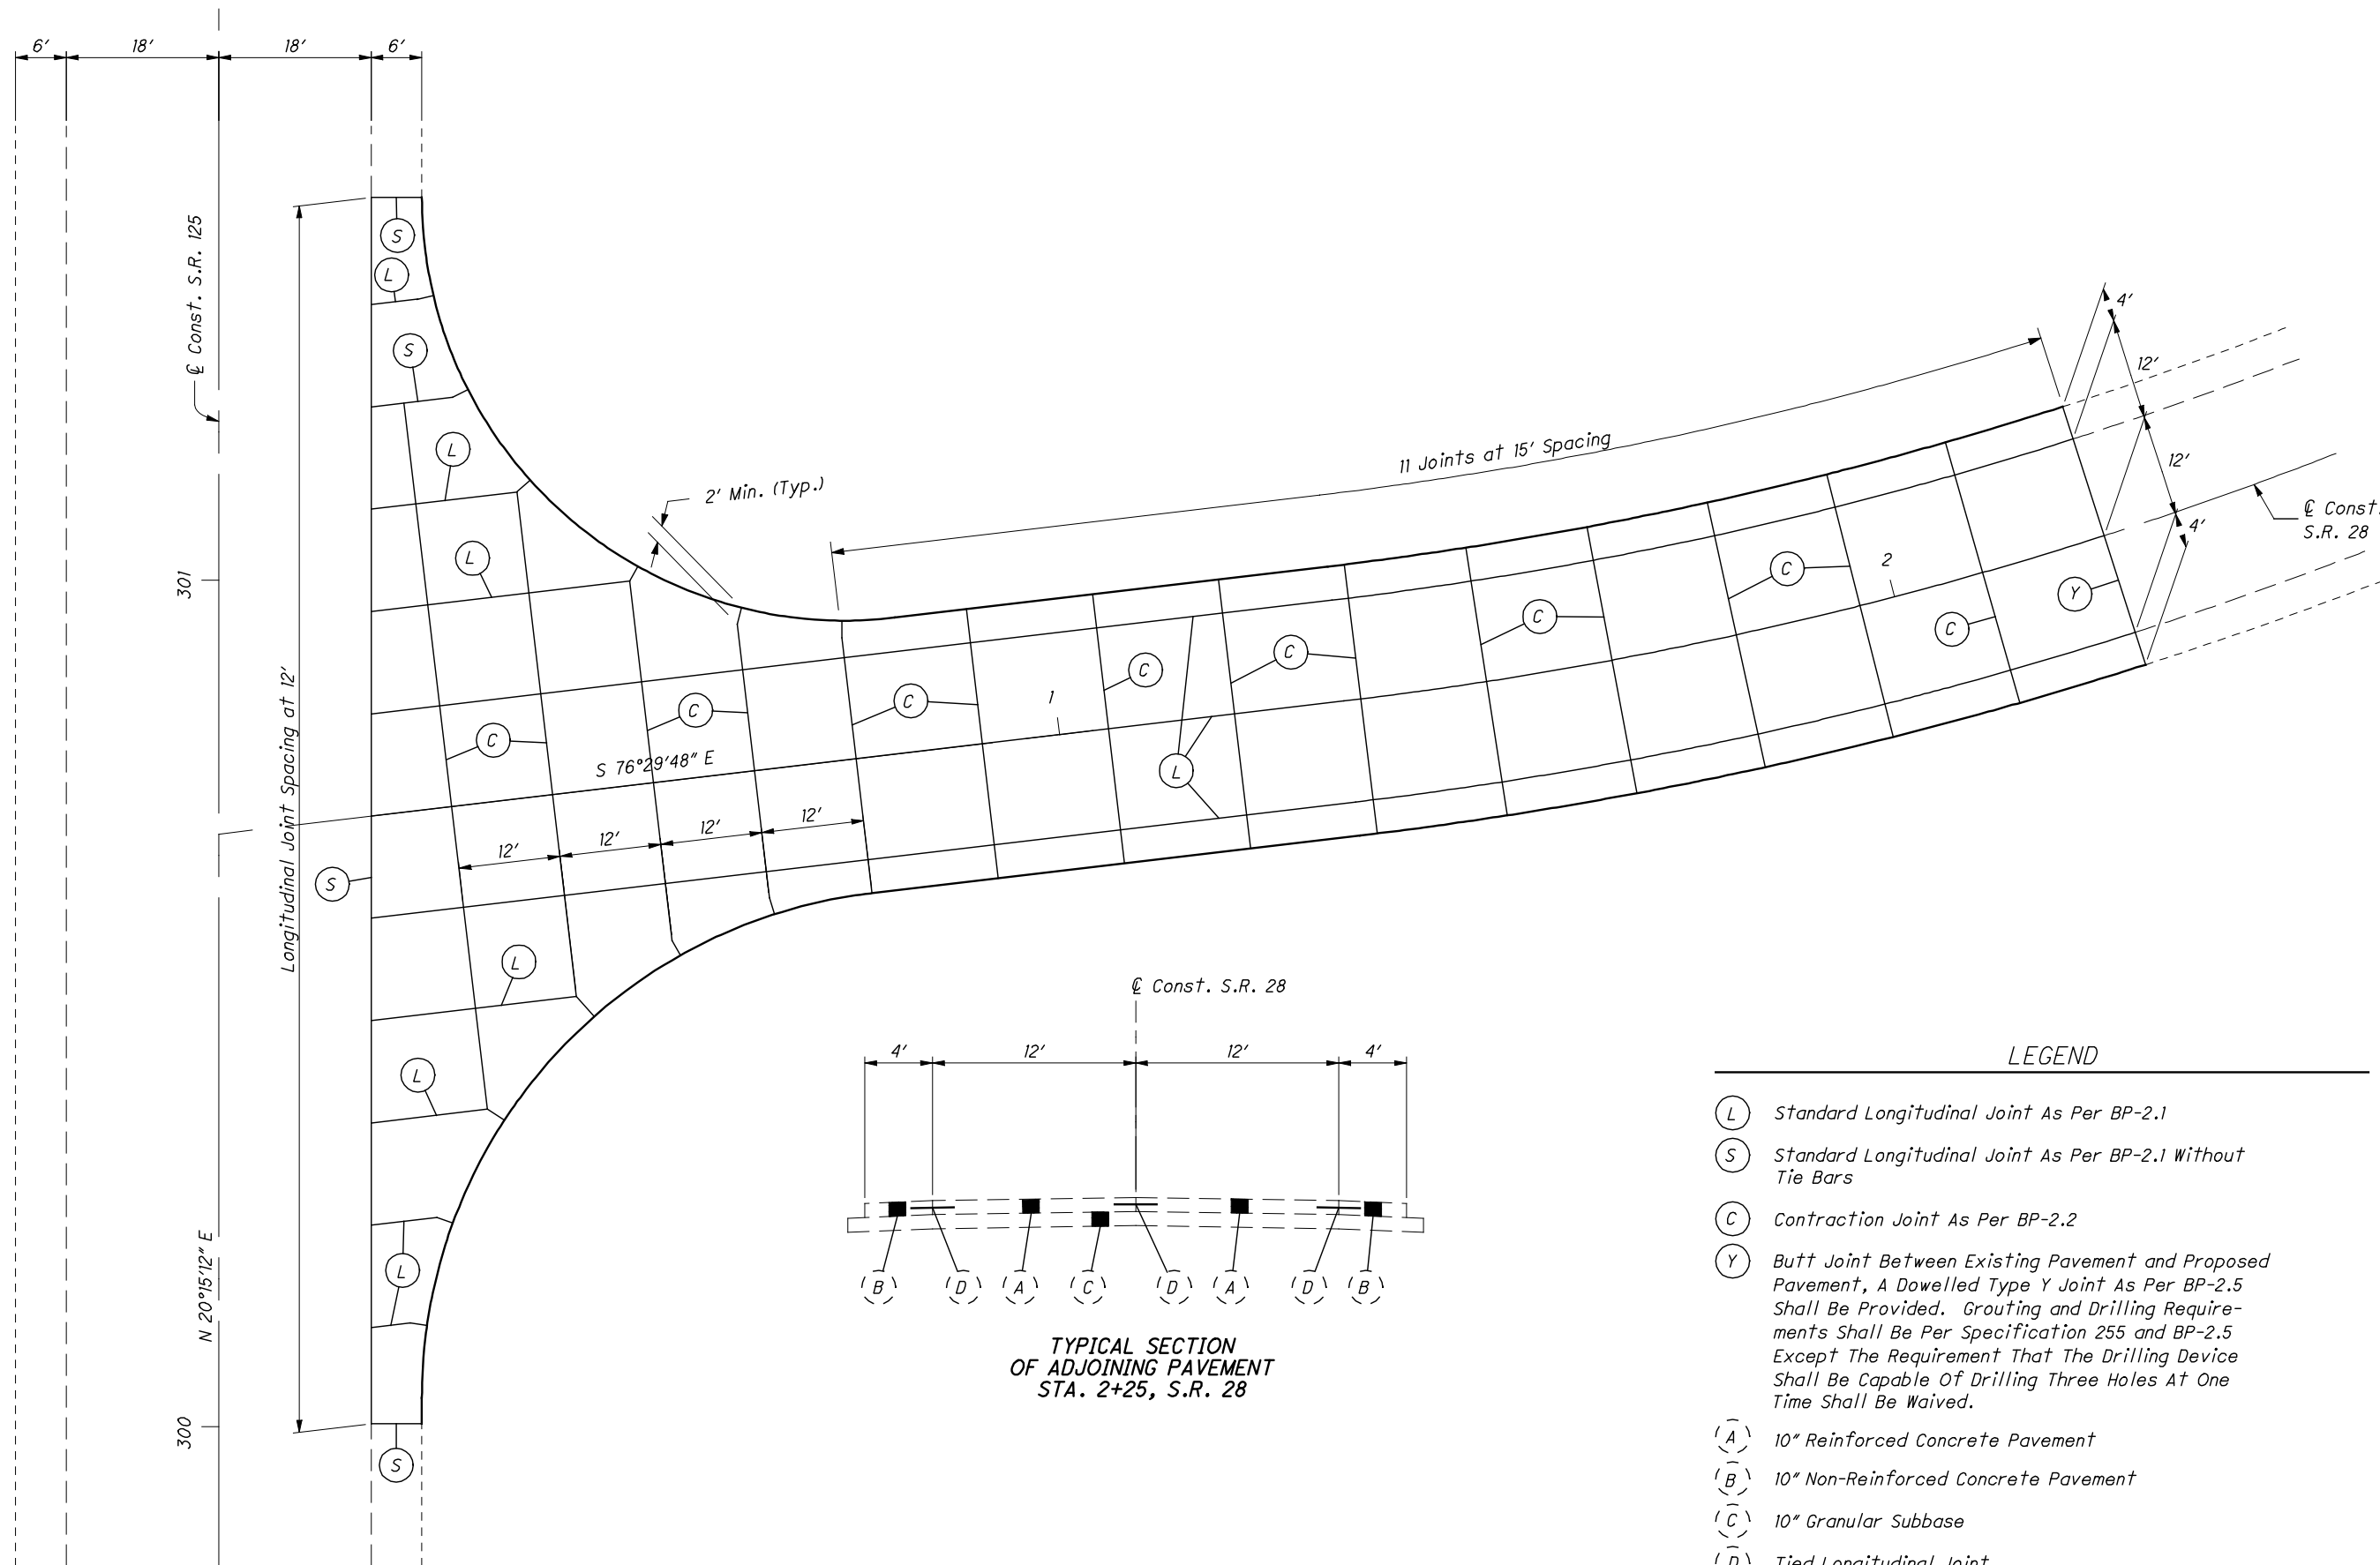 6'
18'
18'
6'
℄ Const. S.R. 125
S
L
S
L
L
301
2' Min. (Typ.)
11 Joints at 15' Spacing
4'
12'
12'
4'
℄ Const.
S.R. 28
Longitudinal Joint Spacing at 12'
C
C
C
C
C
C
C
C
Y
1
2
L
S 76°29'48" E
12'
12'
12'
12'
S
L
L
L
N 20°15'12" E
300
S
℄ Const. S.R. 28
4'
12'
12'
4'
B
D
A
C
D
A
D
B
TYPICAL SECTION
OF ADJOINING PAVEMENT
STA. 2+25, S.R. 28
LEGEND
L Standard Longitudinal Joint As Per BP-2.1
S Standard Longitudinal Joint As Per BP-2.1 Without
Tie Bars
C Contraction Joint As Per BP-2.2
Y Butt Joint Between Existing Pavement and Proposed
Pavement, A Dowelled Type Y Joint As Per BP-2.5
Shall Be Provided. Grouting and Drilling Require-
ments Shall Be Per Specification 255 and BP-2.5
Except The Requirement That The Drilling Device
Shall Be Capable Of Drilling Three Holes At One
Time Shall Be Waived.
A 10" Reinforced Concrete Pavement
B 10" Non-Reinforced Concrete Pavement
C 10" Granular Subbase
D Tied Longitudinal Joint